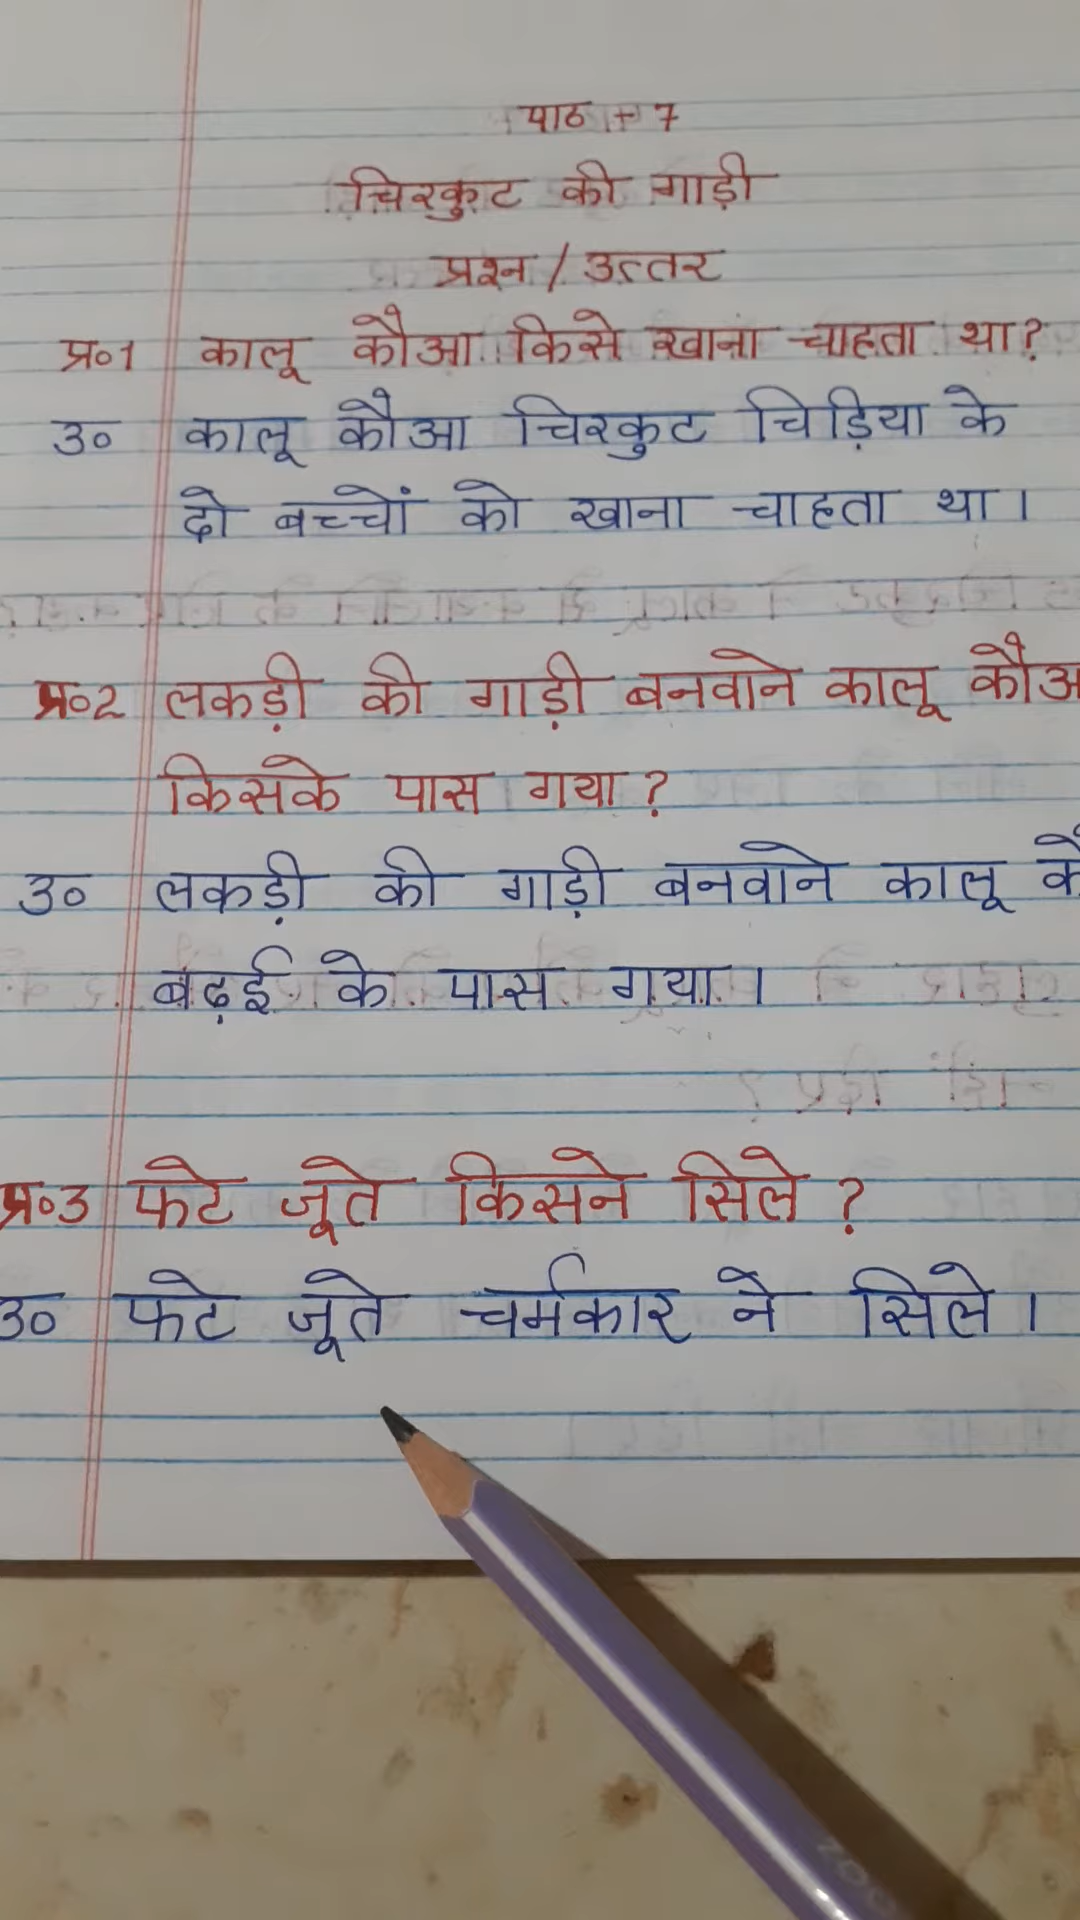 पाठ - 7
चिरकुट की गाड़ी
प्रश्न / उत्तर
प्र०1 कालू कौआ किसे खाना चाहता था?
उ० कालू कौआ चिरकुट चिड़िया के
दो बच्चों को खाना चाहता था।
प्र०2 लकड़ी की गाड़ी बनवाने कालू
किसके पास गया?
उ० लकड़ी की गाड़ी बनवाने कालू
बढ़ई के पास गया।
प्र०3 फटे जूते किसने सिले?
उ० फटे जूते चर्मकार ने सिले।